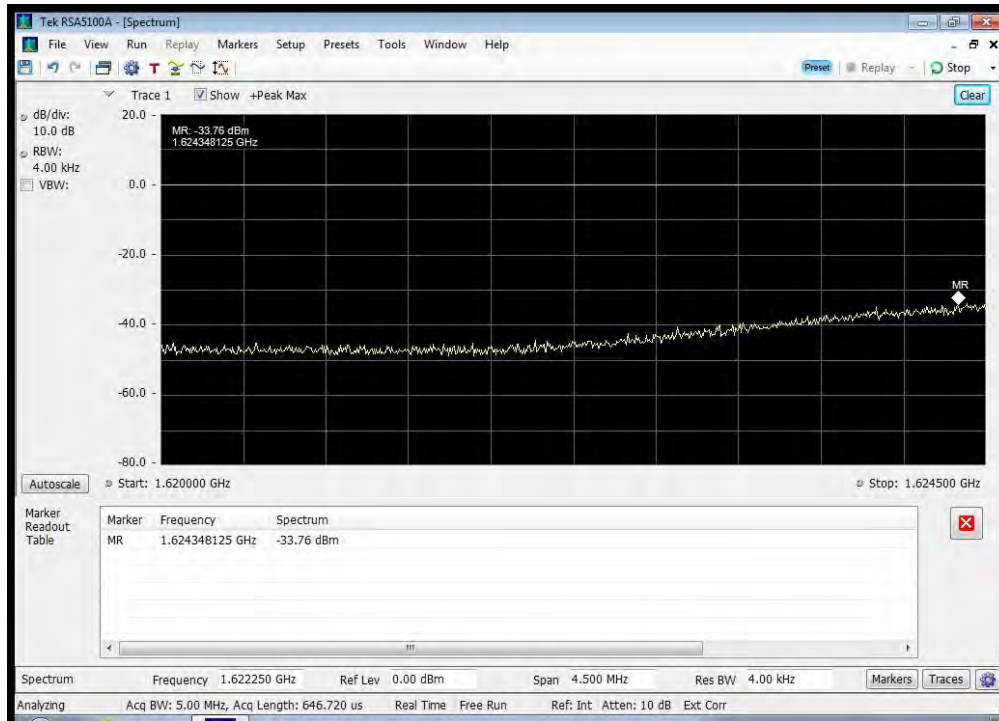 Tek RSA5100A - [Spectrum]
File View Run Replay Markers Setup Presets Tools Window Help
Preset Replay Stop
Trace 1 Show +Peak Max Clear
dB/div:
10.0 dB
RBW:
4.00 kHz
VBW:
20.0
0.0
-20.0
-40.0
-60.0
-80.0
MR: -33.76 dBm
1.624348125 GHz
MR
Autoscale Start: 1.620000 GHz Stop: 1.624500 GHz
Marker
Readout
Table
Marker Frequency Spectrum
MR 1.624348125 GHz -33.76 dBm
Spectrum Frequency 1.622250 GHz Ref Lev 0.00 dBm Span 4.500 MHz Res BW 4.00 kHz Markers Traces
Analyzing Acq BW: 5.00 MHz, Acq Length: 646.720 us Real Time Free Run Ref: Int Atten: 10 dB Ext Corr